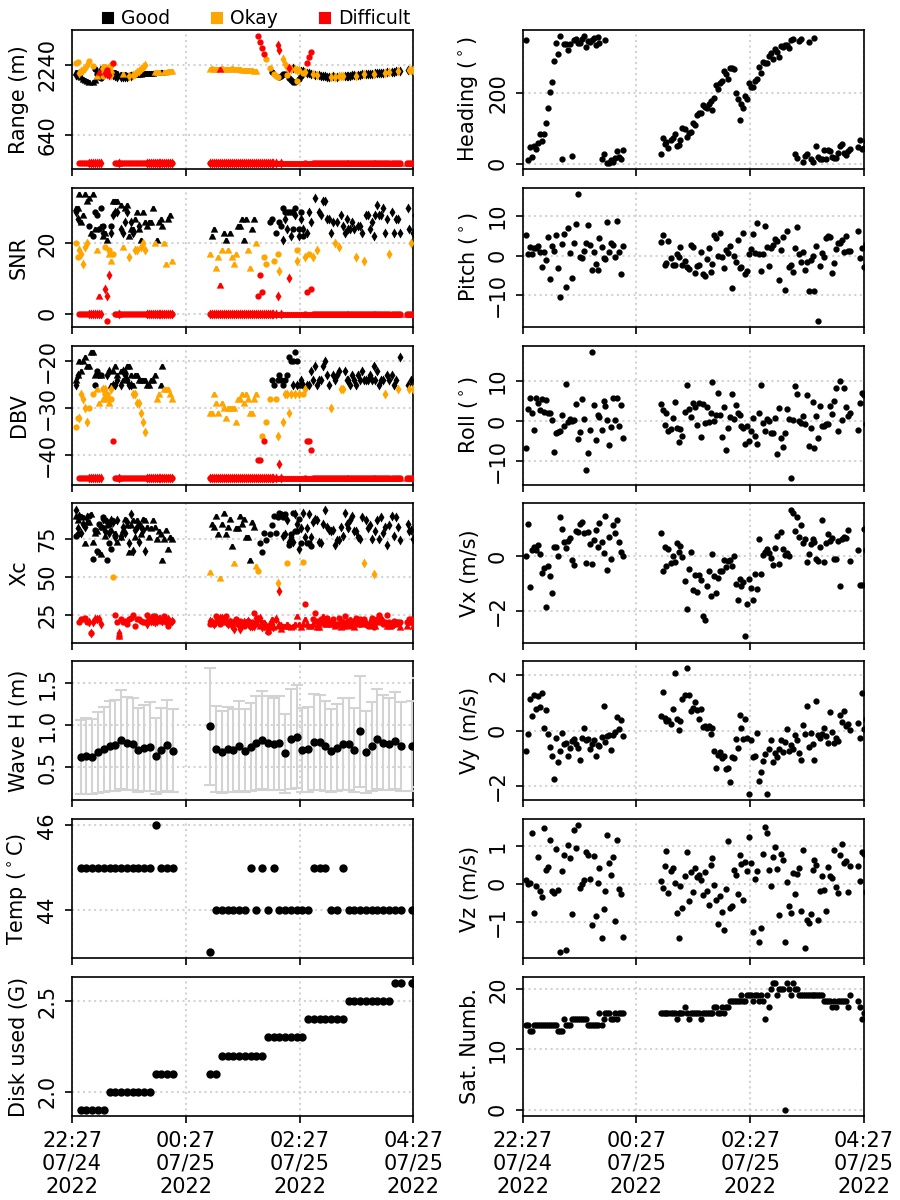 Good Okay Difficult
Range (m)
2240
640
Heading (°)
200
0
SNR
20
0
Pitch (°)
10
0
−10
DBV
−20
−30
−40
Roll (°)
10
0
−10
Xc
75
50
25
Vx (m/s)
0
−2
Wave H (m)
1.5
1.0
0.5
Vy (m/s)
2
0
−2
Temp (°C)
46
44
Vz (m/s)
1
0
−1
Disk used (G)
2.5
2.0
Sat. Numb.
20
10
0
22:27 00:27 02:27 04:27
07/24 07/25 07/25 07/25
2022 2022 2022 2022
22:27 00:27 02:27 04:27
07/24 07/25 07/25 07/25
2022 2022 2022 2022